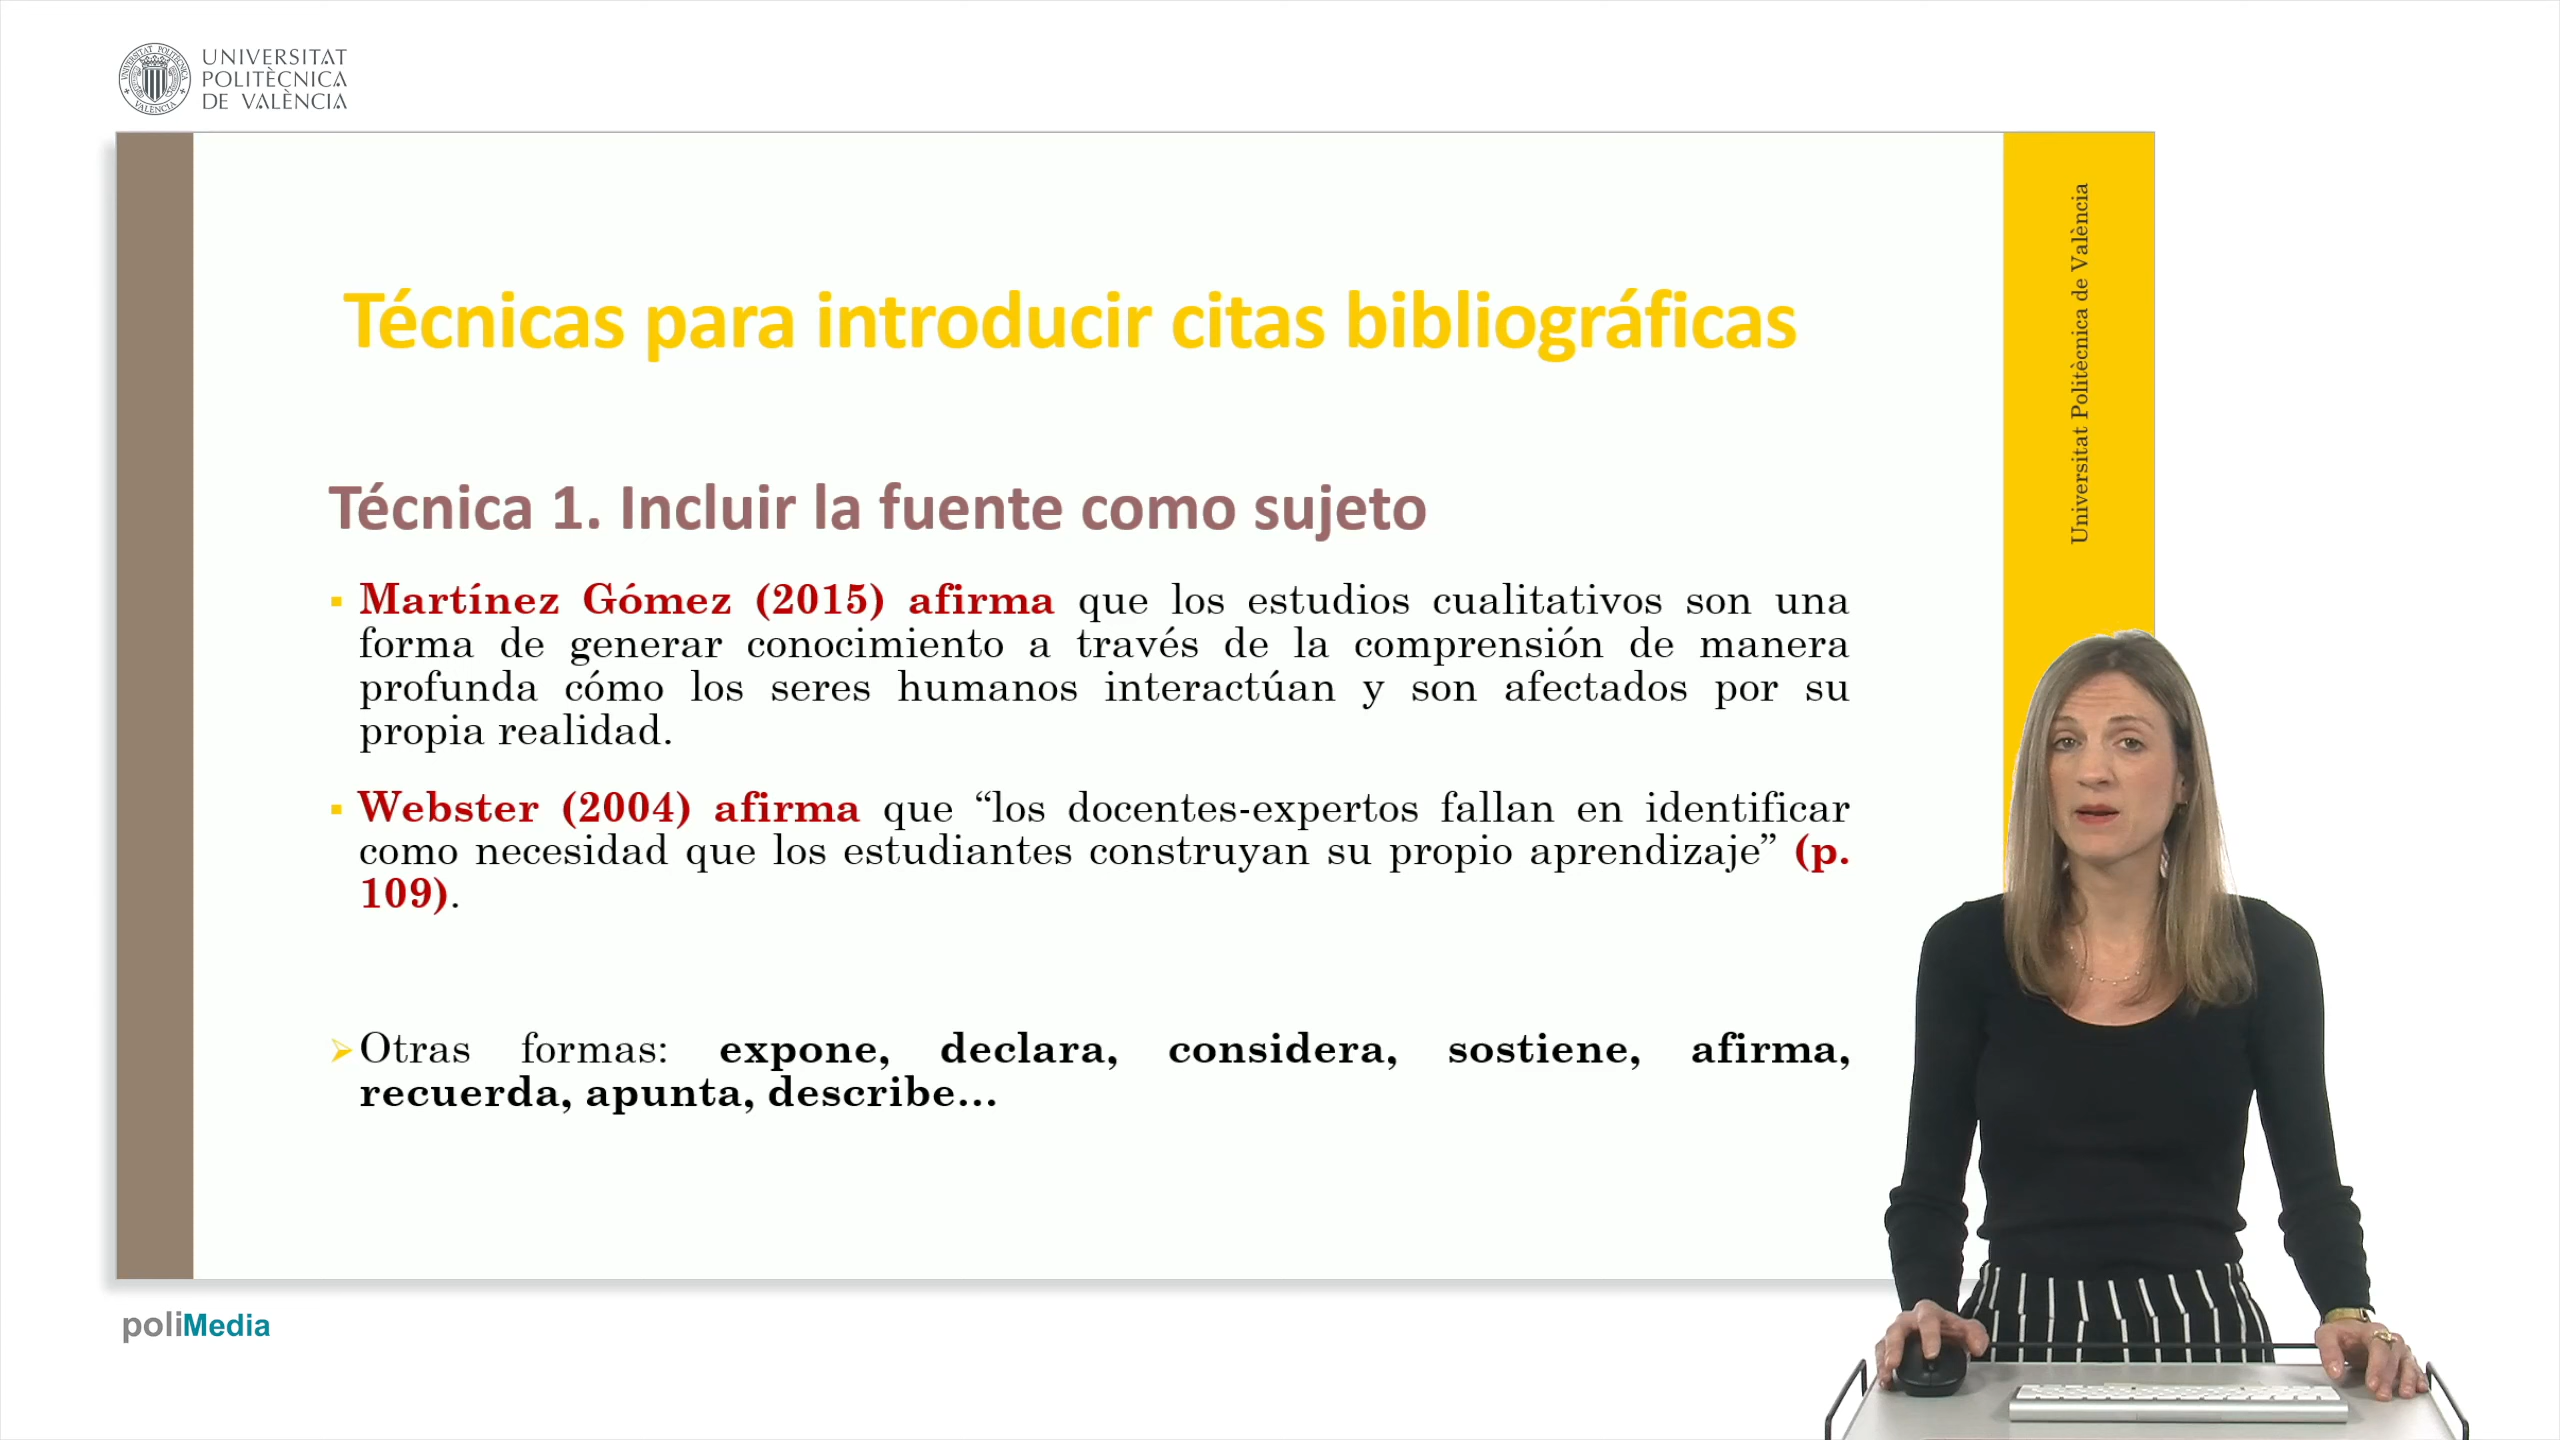 UNIVERSITAT
POLITÈCNICA
DE VALÈNCIA
Universitat Politècnica de València
Técnicas para introducir citas bibliográficas
Técnica 1. Incluir la fuente como sujeto
▪ Martínez Gómez (2015) afirma que los estudios cualitativos son una
forma de generar conocimiento a través de la comprensión de manera
profunda cómo los seres humanos interactúan y son afectados por su
propia realidad.
▪ Webster (2004) afirma que “los docentes-expertos fallan en identificar
como necesidad que los estudiantes construyan su propio aprendizaje” (p.
109).
➢ Otras formas: expone, declara, considera, sostiene, afirma,
recuerda, apunta, describe...
poliMedia